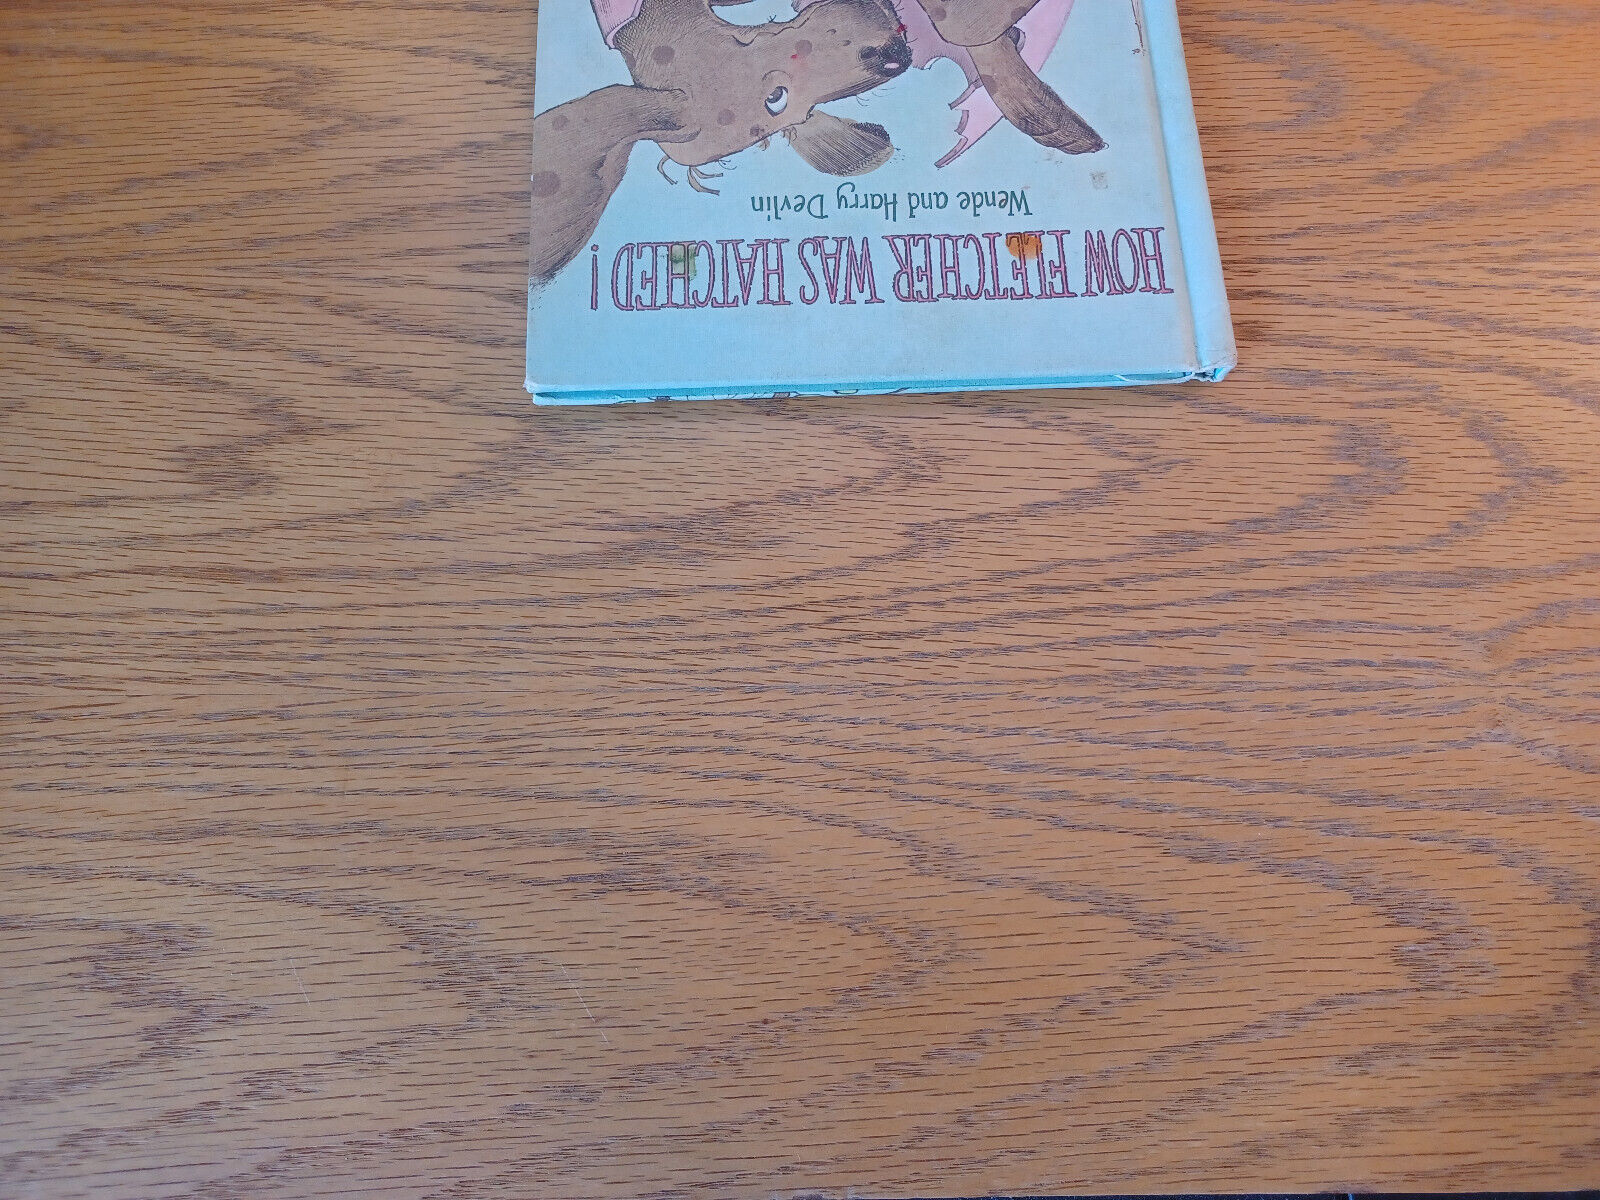 HOW FLETCHER WAS HATCHED!
Wende and Harry Devlin